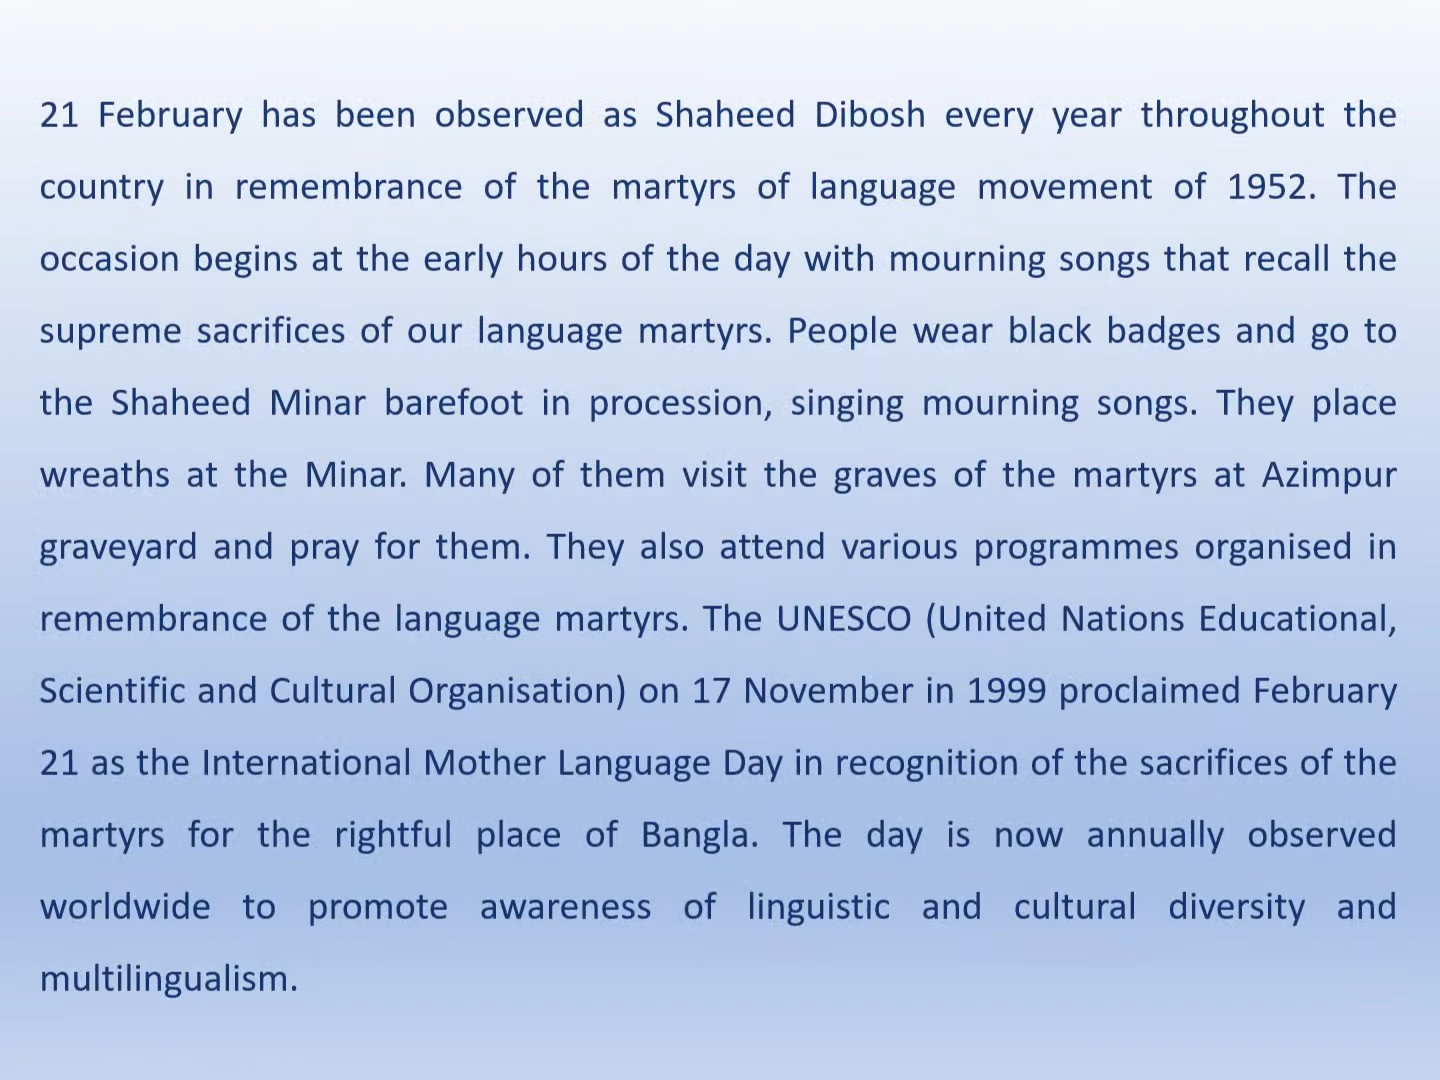 21 February has been observed as Shaheed Dibosh every year throughout the
country in remembrance of the martyrs of language movement of 1952. The
occasion begins at the early hours of the day with mourning songs that recall the
supreme sacrifices of our language martyrs. People wear black badges and go to
the Shaheed Minar barefoot in procession, singing mourning songs. They place
wreaths at the Minar. Many of them visit the graves of the martyrs at Azimpur
graveyard and pray for them. They also attend various programmes organised in
remembrance of the language martyrs. The UNESCO (United Nations Educational,
Scientific and Cultural Organisation) on 17 November in 1999 proclaimed February
21 as the International Mother Language Day in recognition of the sacrifices of the
martyrs for the rightful place of Bangla. The day is now annually observed
worldwide to promote awareness of linguistic and cultural diversity and
multilingualism.